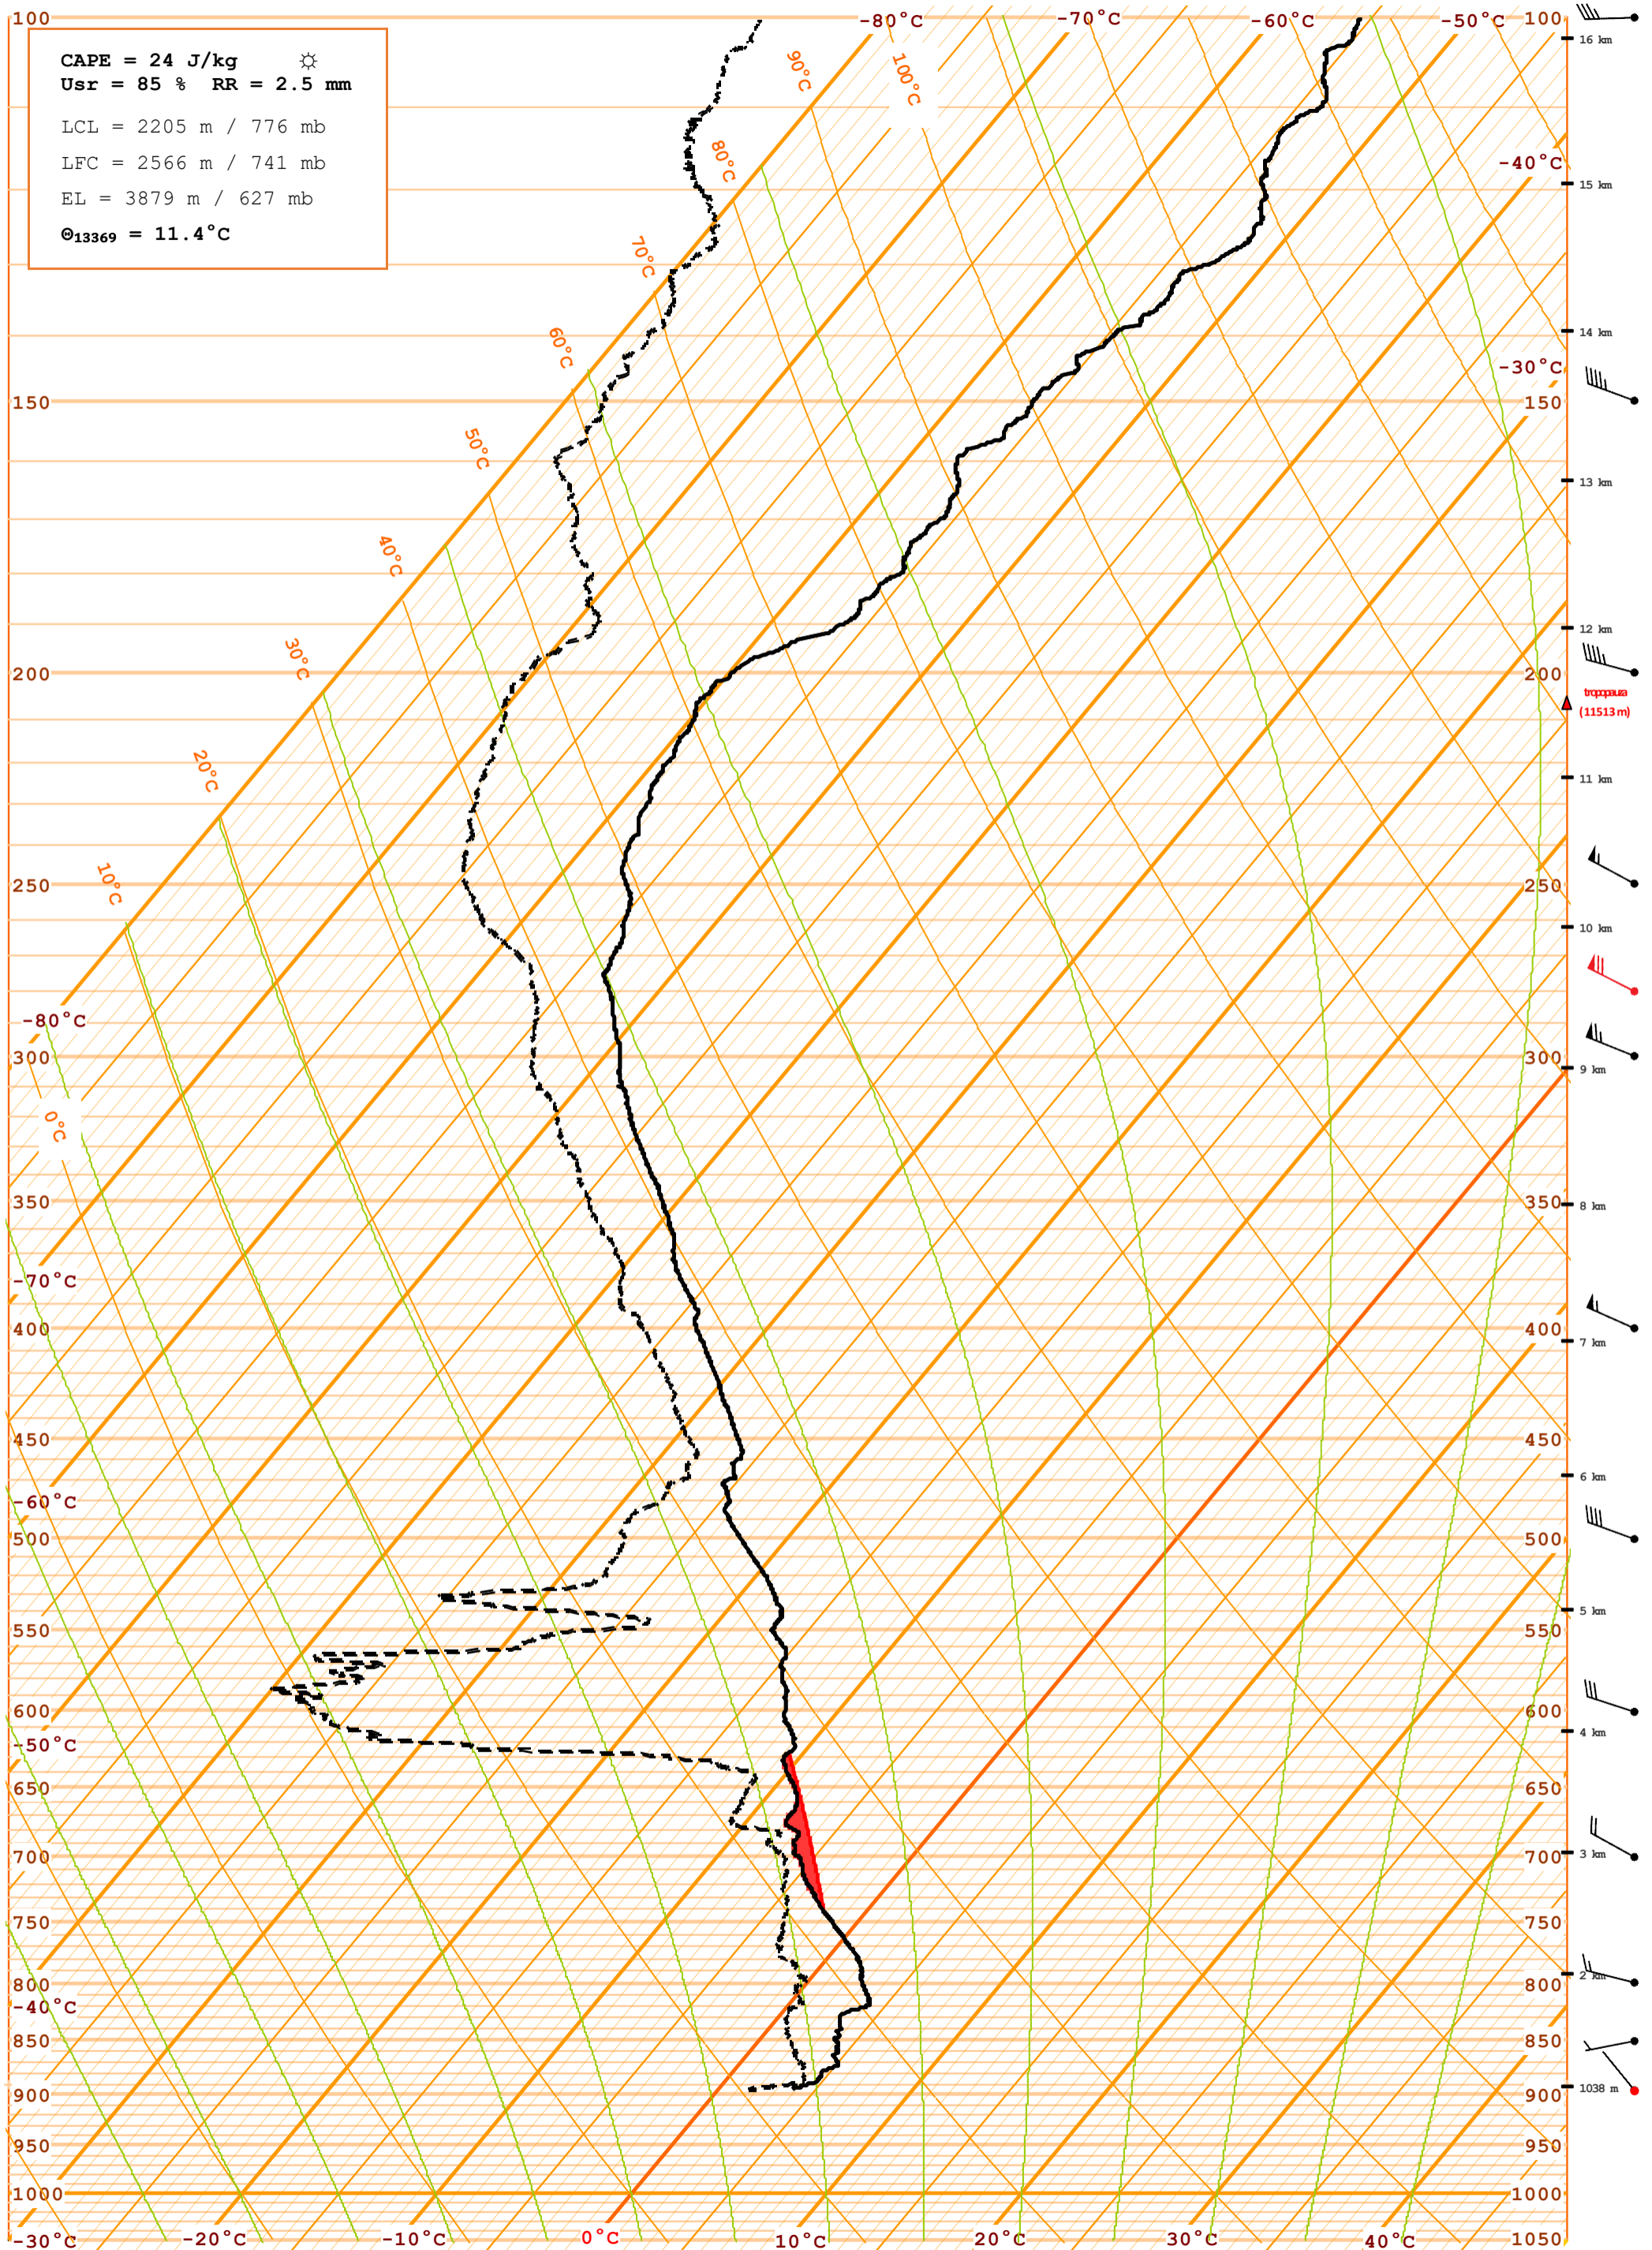 100 -80°C -70°C -60°C -50°C 100
16 km
CAPE = 24 J/kg ☼
Usr = 85 % RR = 2.5 mm
LCL = 2205 m / 776 mb
LFC = 2566 m / 741 mb
EL = 3879 m / 627 mb
Θ13369 = 11.4°C
90°C 100°C
80°C -40°C
15 km
70°C
14 km
60°C -30°C
150 150
50°C
13 km
40°C
12 km
30°C
200 200
tropopauza
(11513 m)
20°C 11 km
10°C
250 250
10 km
-80°C
300 300
9 km
0°C
350 350
8 km
-70°C
400 400
7 km
450 450
6 km
-60°C
500 500
5 km
550 550
600 600
4 km
-50°C
650 650
700 700
3 km
750 750
2 km
800 800
-40°C
850 850
1038 m
900 900
950 950
1000 1000
-30°C -20°C -10°C 0°C 10°C 20°C 30°C 40°C 1050